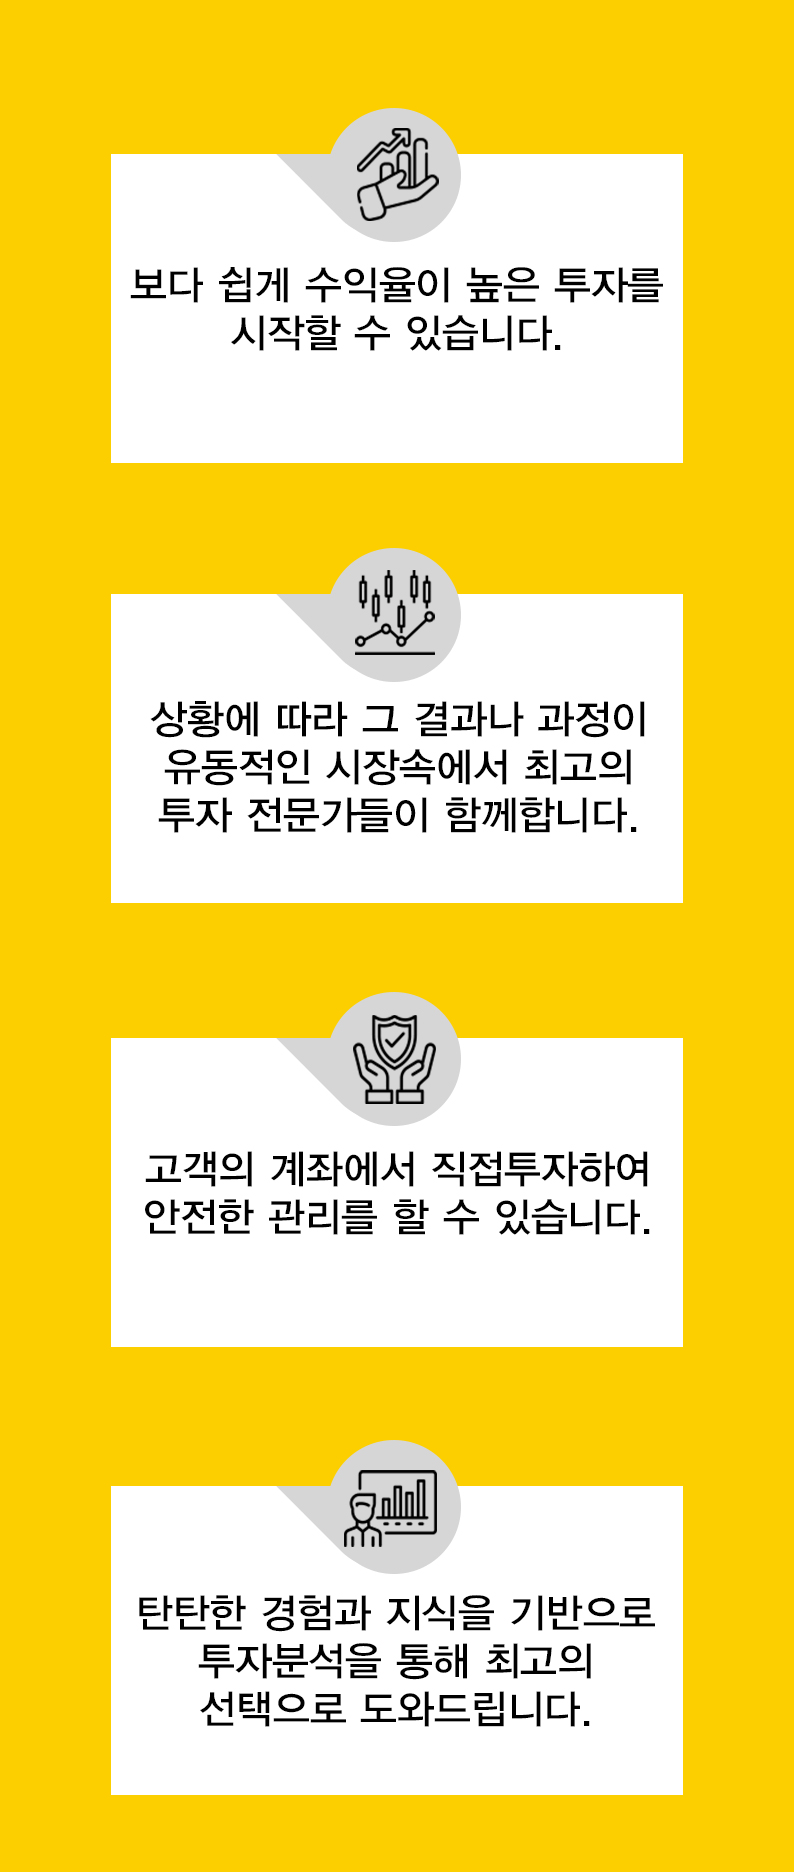 보다 쉽게 수익율이 높은 투자를
시작할 수 있습니다.
상황에 따라 그 결과나 과정이
유동적인 시장속에서 최고의
투자 전문가들이 함께합니다.
고객의 계좌에서 직접투자하여
안전한 관리를 할 수 있습니다.
탄탄한 경험과 지식을 기반으로
투자분석을 통해 최고의
선택으로 도와드립니다.